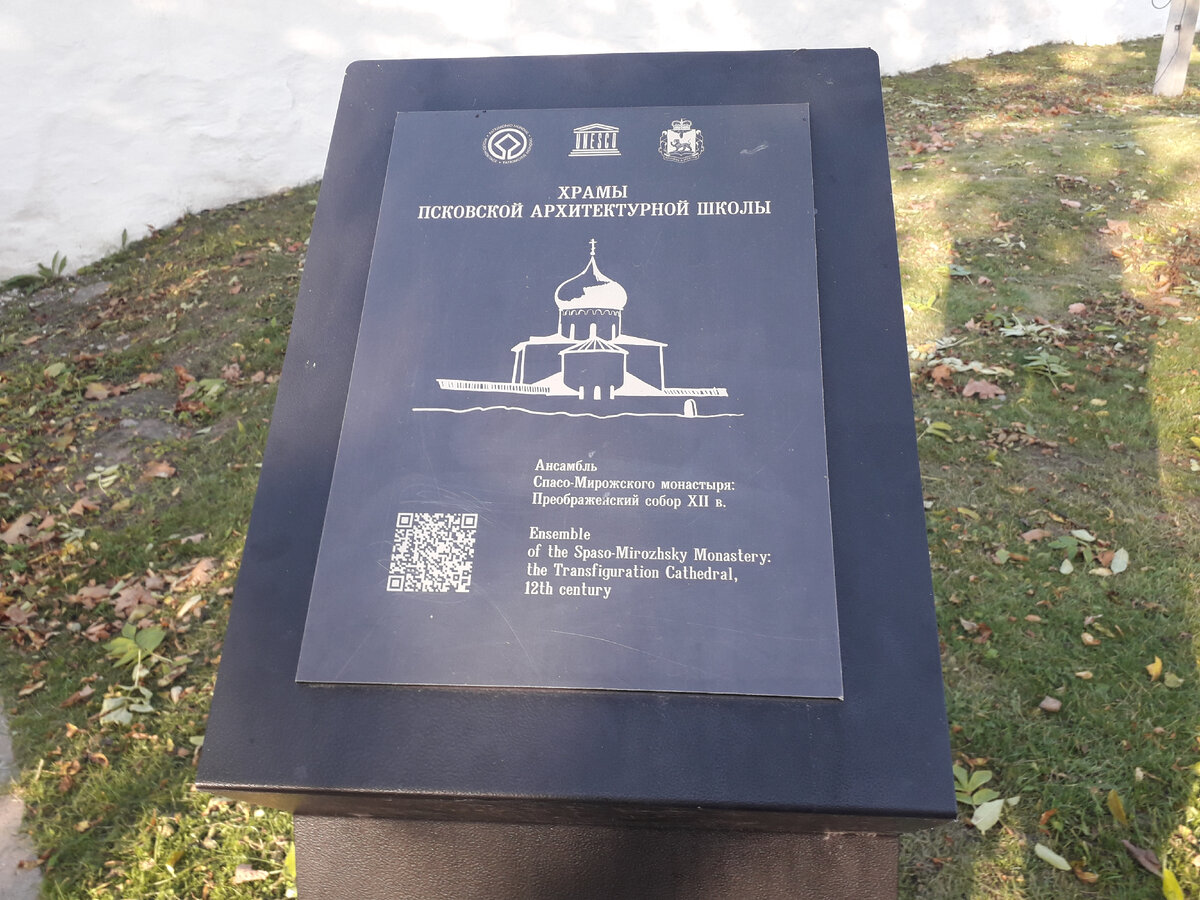 UNESCO
ХРАМЫ
ПСКОВСКОЙ АРХИТЕКТУРНОЙ ШКОЛЫ
Ансамбль
Спасо-Мирожского монастыря:
Преображенский собор XII в.
Ensemble
of the Spaso-Mirozhsky Monastery:
the Transfiguration Cathedral,
12th century